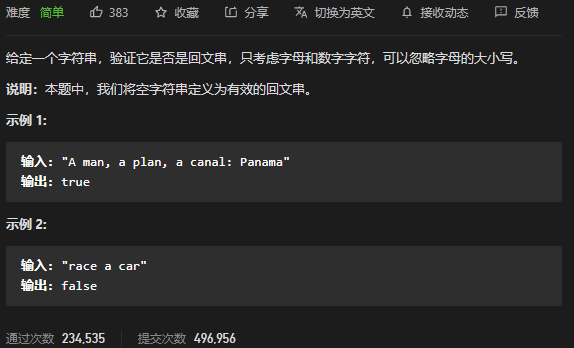 难度 简单 383 收藏 分享 切换为英文 接收动态 反馈
给定一个字符串，验证它是否是回文串，只考虑字母和数字字符，可以忽略字母的大小写。
说明：本题中，我们将空字符串定义为有效的回文串。
示例 1:
输入: "A man, a plan, a canal: Panama"
输出: true
示例 2:
输入: "race a car"
输出: false
通过次数 234,535 提交次数 496,956